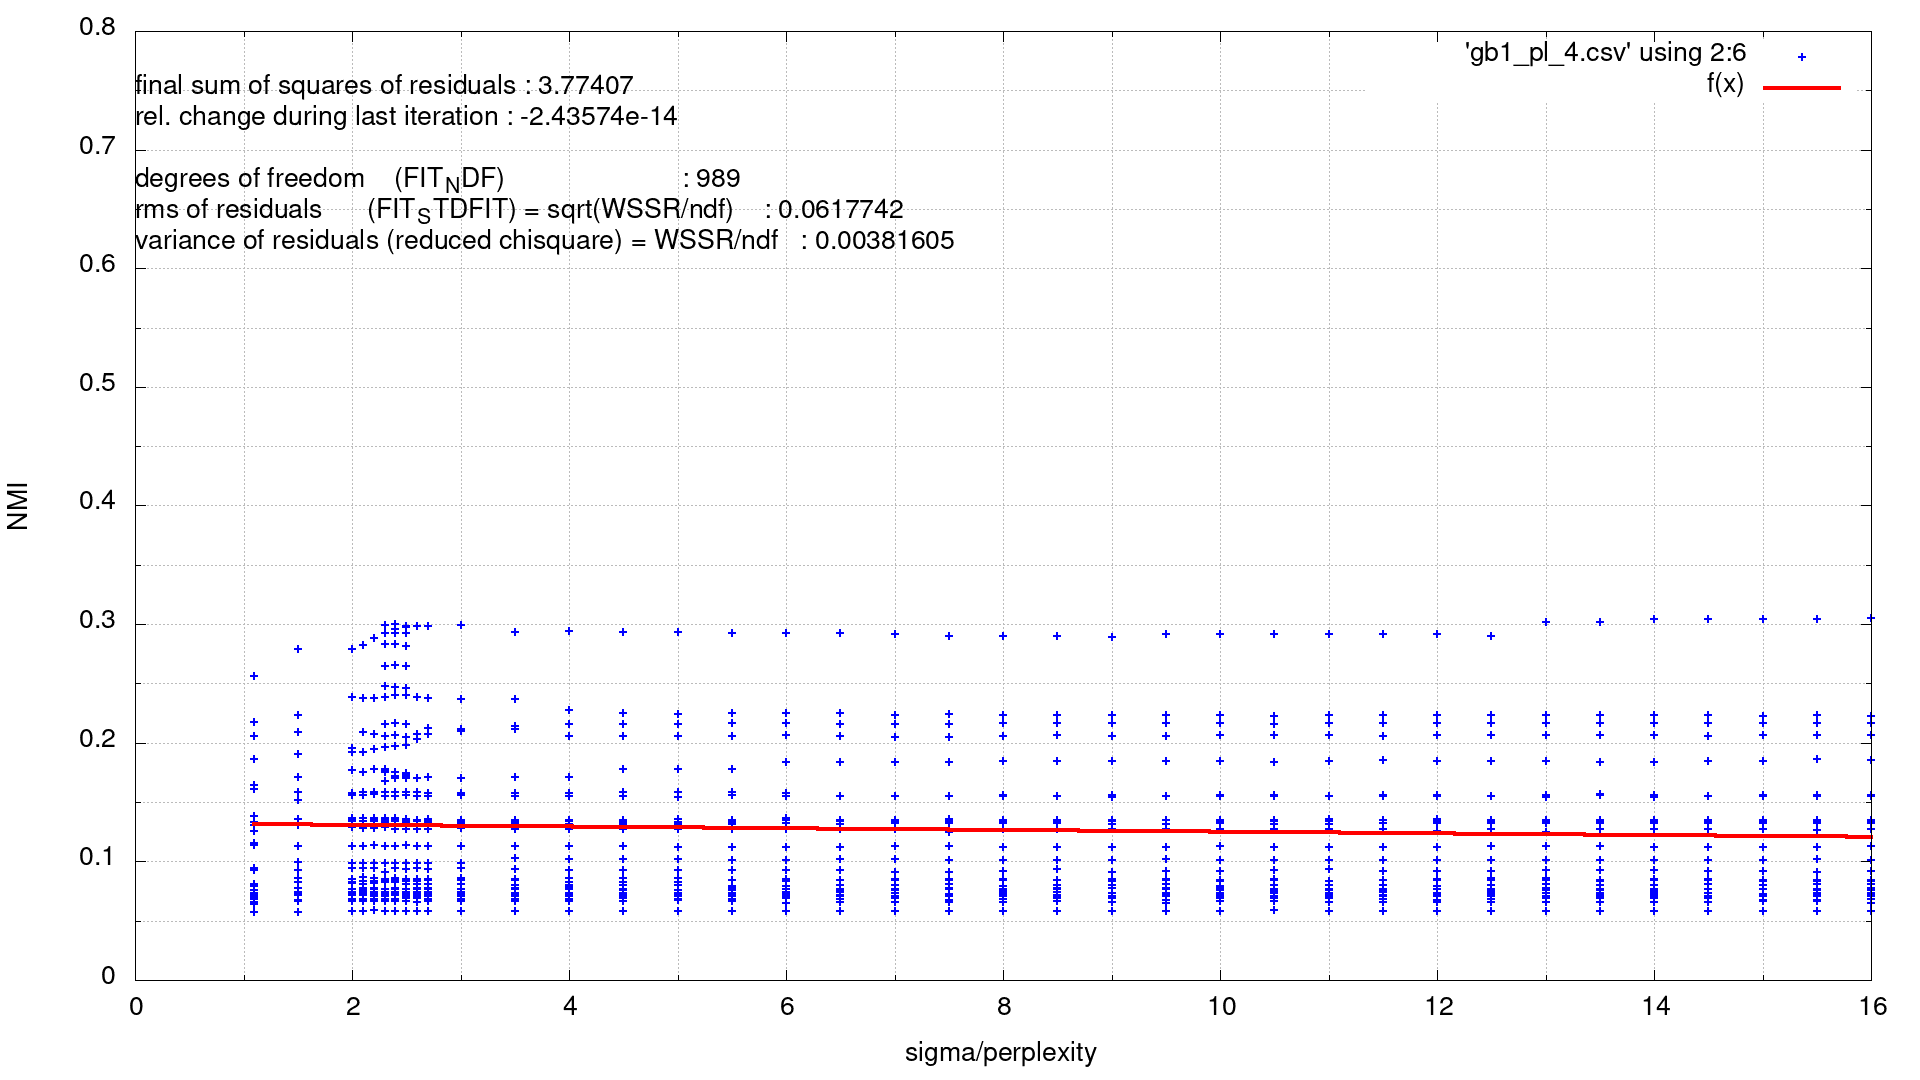 'gb1_pl_4.csv' using 2:6
f(x)
final sum of squares of residuals : 3.77407
rel. change during last iteration : -2.43574e-14
degrees of freedom (FIT_NDF) : 989
rms of residuals (FIT_STDFIT) = sqrt(WSSR/ndf) : 0.0617742
variance of residuals (reduced chisquare) = WSSR/ndf : 0.00381605
0.8
0.7
0.6
0.5
0.4
0.3
0.2
0.1
0
NMI
0 2 4 6 8 10 12 14 16
sigma/perplexity